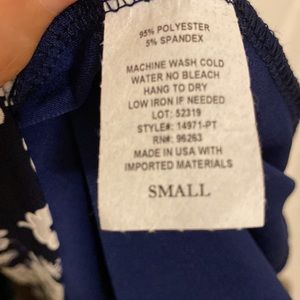 95% POLYESTER
5% SPANDEX
MACHINE WASH COLD
WATER NO BLEACH
HANG TO DRY
LOW IRON IF NEEDED
LOT: 52319
STYLE#: 14971-PT
RN#: 96263
MADE IN USA WITH
IMPORTED MATERIALS
SMALL